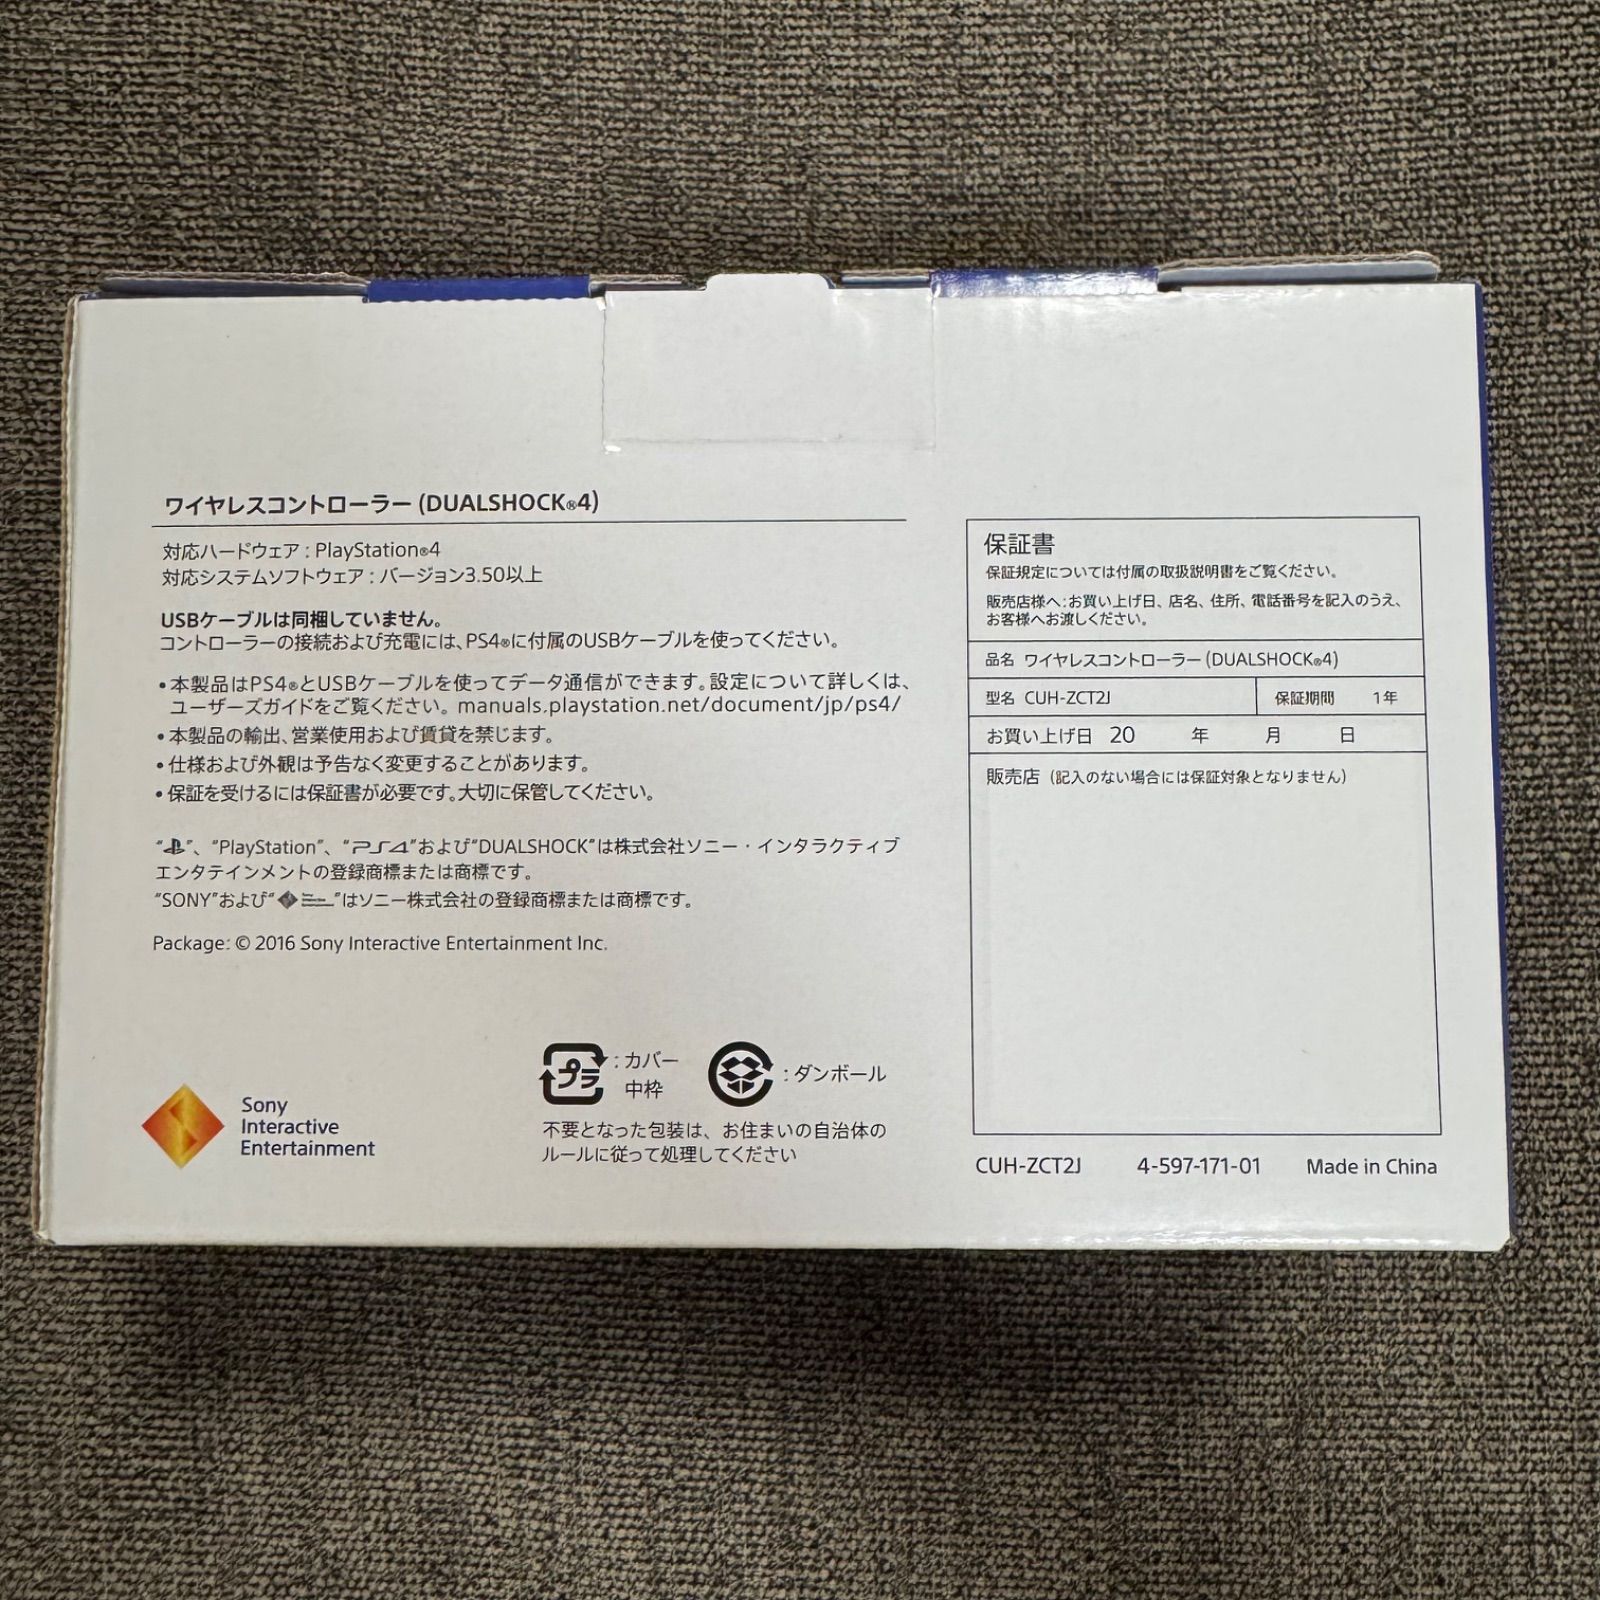 ワイヤレスコントローラー (DUALSHOCK®4)
対応ハードウェア : PlayStation®4
対応システムソフトウェア : バージョン3.50以上
USBケーブルは同梱していません。
コントローラーの接続および充電には、PS4®に付属のUSBケーブルを使ってください。
• 本製品はPS4®とUSBケーブルを使ってデータ通信ができます。設定について詳しくは、
ユーザーズガイドをご覧ください。manuals.playstation.net/document/jp/ps4/
• 本製品の輸出、営業使用および賃貸を禁じます。
• 仕様および外観は予告なく変更することがあります。
• 保証を受けるには保証書が必要です。大切に保管してください。
“ ”、“PlayStation”、“PS4”および“DUALSHOCK”は株式会社ソニー・インタラクティブ
エンタテインメントの登録商標または商標です。
“SONY”および“ ”はソニー株式会社の登録商標または商標です。
Package: © 2016 Sony Interactive Entertainment Inc.
Sony
Interactive
Entertainment
プラ : カバー
中枠
: ダンボール
不要となった包装は、お住まいの自治体の
ルールに従って処理してください
保証書
保証規定については付属の取扱説明書をご覧ください。
販売店様へ:お買い上げ日、店名、住所、電話番号を記入のうえ、
お客様へお渡しください。
品名 ワイヤレスコントローラー (DUALSHOCK®4)
型名 CUH-ZCT2J 保証期間 1年
お買い上げ日 20 年 月 日
販売店 (記入のない場合には保証対象となりません)
CUH-ZCT2J 4-597-171-01 Made in China